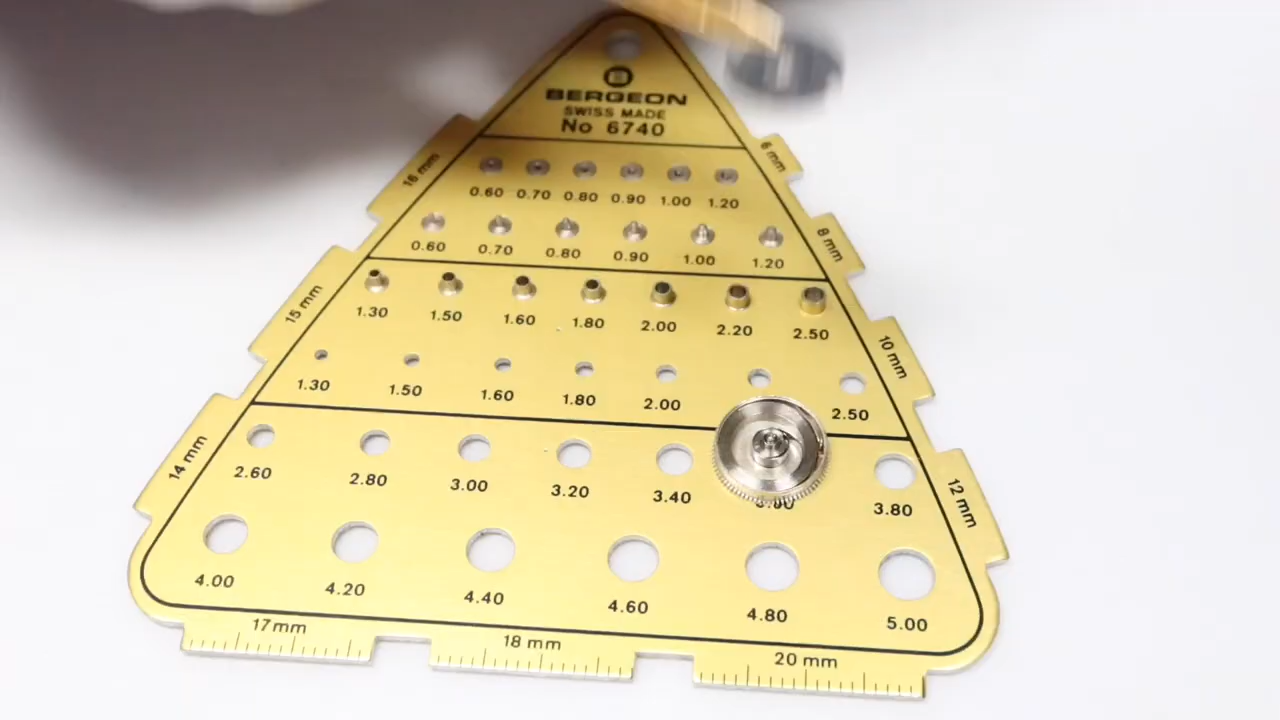 B
BERGEON
SWISS MADE
No 6740
16 mm
6 mm
0.60 0.70 0.80 0.90 1.00 1.20
0.60 0.70 0.80 0.90 1.00 1.20
8 mm
15 mm
1.30 1.50 1.60 1.80 2.00 2.20 2.50
10 mm
1.30 1.50 1.60 1.80 2.00 2.50
14 mm
2.60 2.80 3.00 3.20 3.40 3.80
12 mm
4.00 4.20 4.40 4.60 4.80 5.00
17 mm
18 mm
20 mm